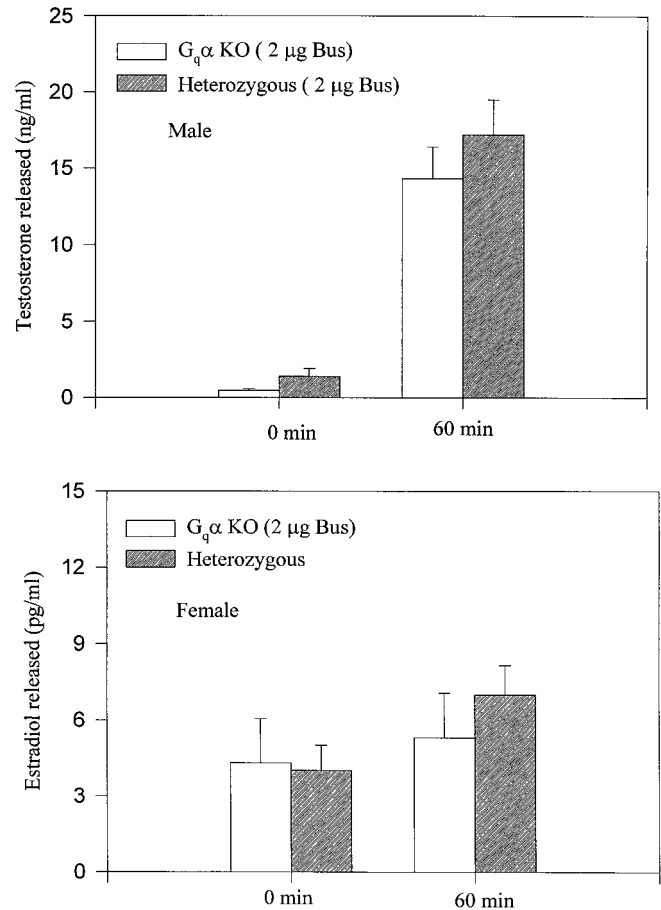 25
20
15
10
5
0
Testosterone released (ng/ml)
Gqα KO ( 2 μg Bus)
Heterozygous ( 2 μg Bus)
Male
0 min
60 min
15
12
9
6
3
0
Estradiol released (pg/ml)
Gqα KO (2 μg Bus)
Heterozygous
Female
0 min
60 min